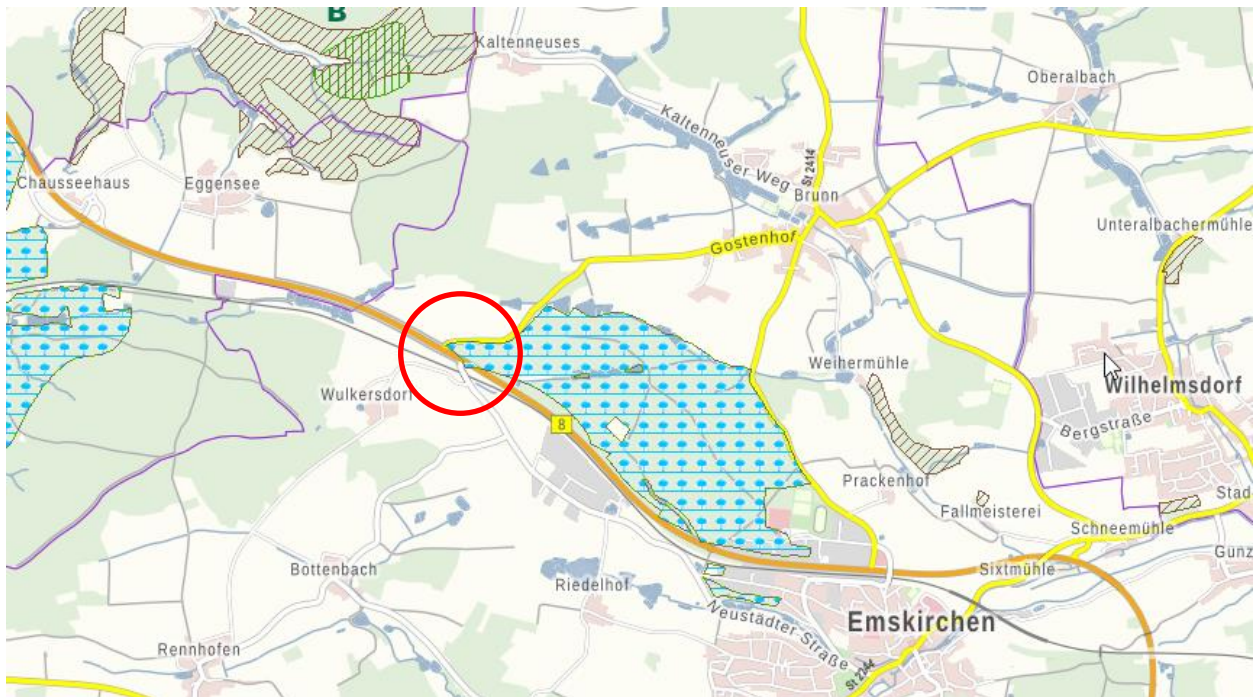 B
Kaltenneuses
Oberalbach
Kaltenneuser Weg
St 2414
Chausseehaus
Eggensee
Brunn
Unteralbachermühle
Gostenhof
Weihermühle
Wilhelmsdorf
Wulkersdorf
8
Bergstraße
Prackenhof
Fallmeisterei
Stad
Schneemühle
Gunz
Bottenbach
Riedelhof
Sixtmühle
Neustädter Straße
Emskirchen
Rennhofen
St 2244